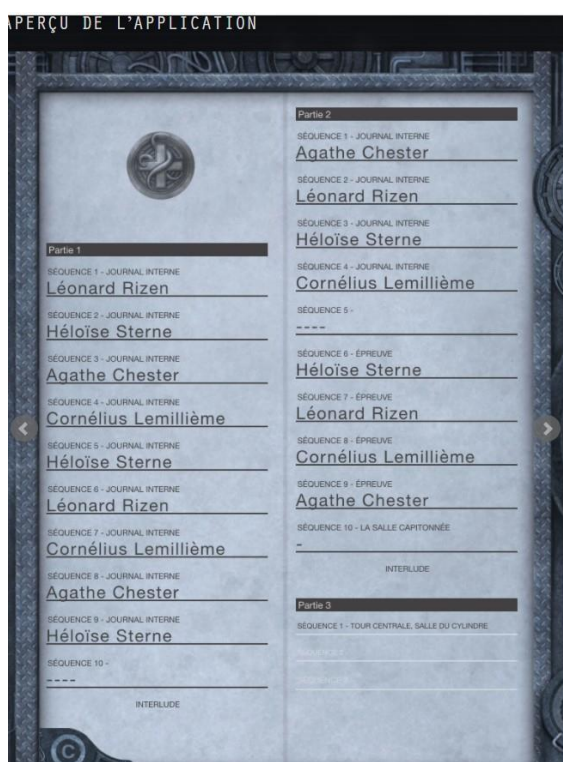 APERÇU DE L'APPLICATION
Partie 1
SÉQUENCE 1 - JOURNAL INTERNE
Léonard Rizen
SÉQUENCE 2 - JOURNAL INTERNE
Héloïse Sterne
SÉQUENCE 3 - JOURNAL INTERNE
Agathe Chester
SÉQUENCE 4 - JOURNAL INTERNE
Cornélius Lemillième
SÉQUENCE 5 - JOURNAL INTERNE
Héloïse Sterne
SÉQUENCE 6 - JOURNAL INTERNE
Léonard Rizen
SÉQUENCE 7 - JOURNAL INTERNE
Cornélius Lemillième
SÉQUENCE 8 - JOURNAL INTERNE
Agathe Chester
SÉQUENCE 9 - JOURNAL INTERNE
Héloïse Sterne
SÉQUENCE 10 -
----
INTERLUDE
C
Partie 2
SÉQUENCE 1 - JOURNAL INTERNE
Agathe Chester
SÉQUENCE 2 - JOURNAL INTERNE
Léonard Rizen
SÉQUENCE 3 - JOURNAL INTERNE
Héloïse Sterne
SÉQUENCE 4 - JOURNAL INTERNE
Cornélius Lemillième
SÉQUENCE 5 -
----
SÉQUENCE 6 - ÉPREUVE
Héloïse Sterne
SÉQUENCE 7 - ÉPREUVE
Léonard Rizen
SÉQUENCE 8 - ÉPREUVE
Cornélius Lemillième
SÉQUENCE 9 - ÉPREUVE
Agathe Chester
SÉQUENCE 10 - LA SALLE CAPITONNÉE
-
INTERLUDE
Partie 3
SÉQUENCE 1 - TOUR CENTRALE, SALLE DU CYLINDRE
SÉQUENCE
SÉQUENCE